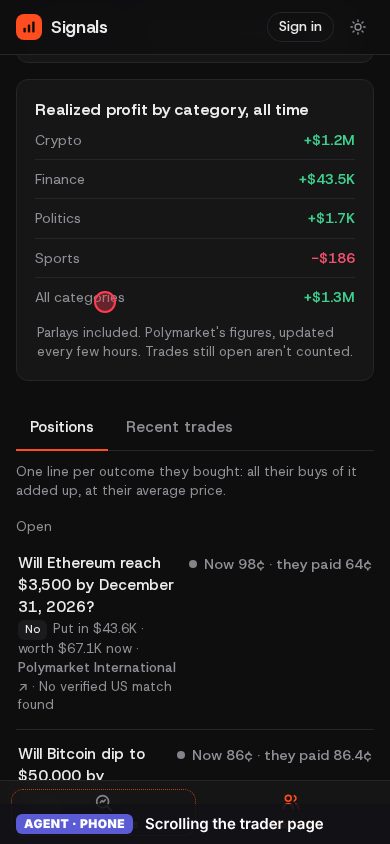 Signals
Sign in
Realized profit by category, all time
Crypto +$1.2M
Finance +$43.5K
Politics +$1.7K
Sports −$186
All categories +$1.3M
Parlays included. Polymarket's figures, updated
every few hours. Trades still open aren't counted.
Positions Recent trades
One line per outcome they bought: all their buys of it
added up, at their average price.
Open
Will Ethereum reach
$3,500 by December
31, 2026?
Now 98¢ · they paid 64¢
No Put in $43.6K ·
worth $67.1K now ·
Polymarket International
↗ · No verified US match
found
Will Bitcoin dip to
$50,000 by
Now 86¢ · they paid 86.4¢
AGENT · PHONE Scrolling the trader page